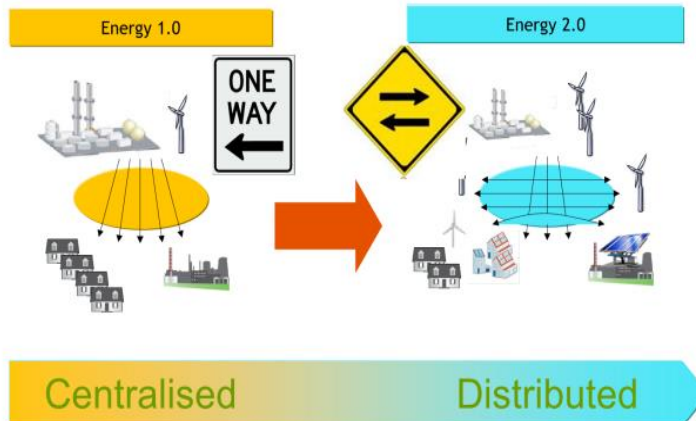 Energy 1.0
Energy 2.0
ONE
WAY
Centralised
Distributed